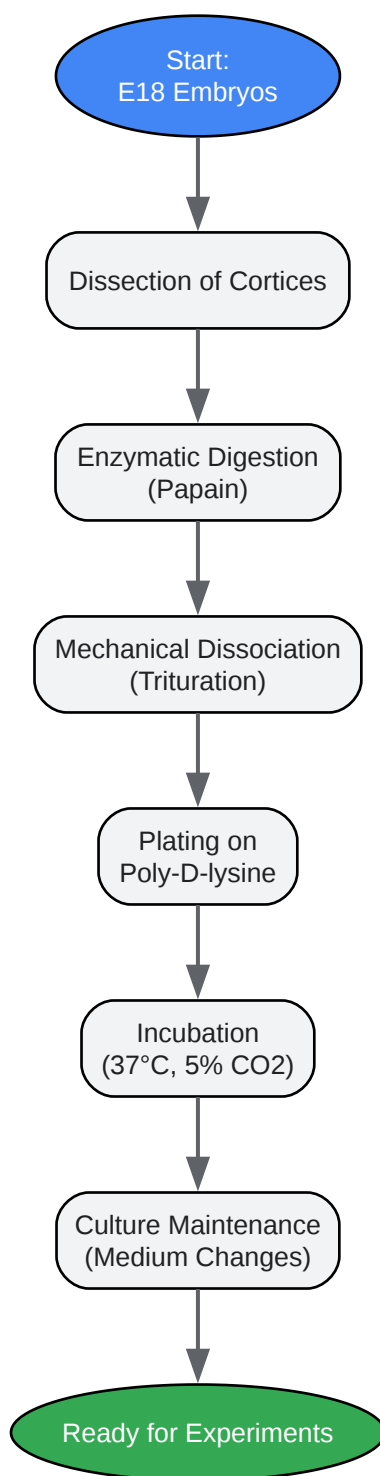 Start:
E18 Embryos
Dissection of Cortices
Enzymatic Digestion
(Papain)
Mechanical Dissociation
(Trituration)
Plating on
Poly-D-lysine
Incubation
(37°C, 5% CO2)
Culture Maintenance
(Medium Changes)
Ready for Experiments